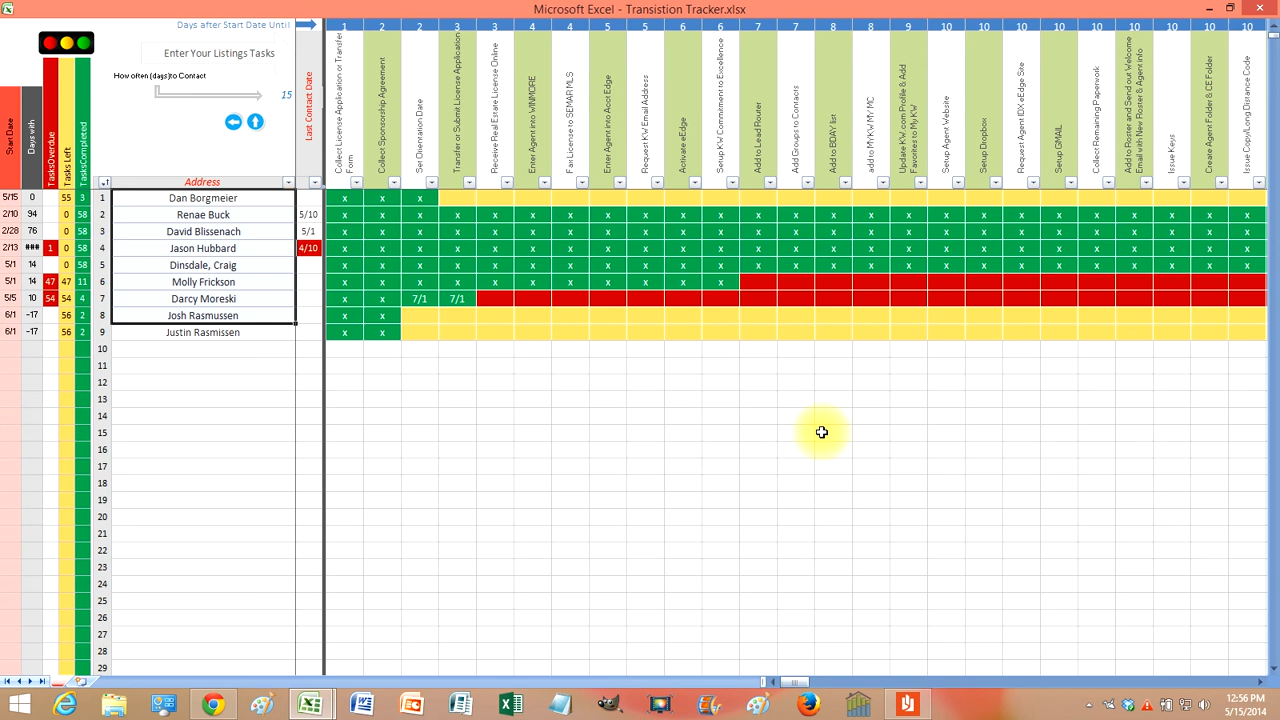 Microsoft Excel - Transistion Tracker.xlsx
Days after Start Date Until
1 2 2 3 3 4 4 5 5 6 6 7 7 8 8 9 9 9 10 10 10 10 10 10 10
Enter Your Listings Tasks
How often (days)to Contact
15
Start Date
Days with
TasksOverdue
Tasks Left
TasksCompleted
Address
Last Contact Date
Collect License Application or Transfer Form
Collect Sponsorship Agreement
Set Orientation Date
Transfer or Submit License Application
Receive Real Estate License Online
Enter Agent into WINMORE
Fax License to SEMAR MLS
Enter Agent into Acct Edge
Request KW Email Address
Activate eEdge
Setup KW Commitment to Excellence
Add to Lead Router
Add Groups to Contacts
Add to BDAY list
add to MYKW MY MC
Update KW.com Profile & Add Favorites to My KW
Setup Agent Website
Setup Dropbox
Request Agent IDX eEdge Site
Setup GMAIL
Collect Remaining Paperwork
Add to Roster and Send out Welcome Email with New Roster & Agent info
Issue Keys
Create Agent Folder & CE Folder
Issue Copy/Long Distance Code
5/15 0 55 3 1 Dan Borgmeier x x x
2/10 94 0 58 2 Renae Buck 5/10 x x x x x x x x x x x x x x x x x x x x x x x x x
2/28 76 0 58 3 David Blissenach 5/1 x x x x x x x x x x x x x x x x x x x x x x x x x
2/13 ### 1 0 58 4 Jason Hubbard 4/10 x x x x x x x x x x x x x x x x x x x x x x x x x
5/1 14 0 58 5 Dinsdale, Craig x x x x x x x x x x x x x x x x x x x x x x x x x
5/1 14 47 47 11 6 Molly Frickson x x x x x x x x x x x
5/5 10 54 54 4 7 Darcy Moreski x x 7/1 7/1
6/1 -17 56 2 8 Josh Rasmussen x x
6/1 -17 56 2 9 Justin Rasmissen x x
10
11
12
13
14
15
16
17
18
19
20
21
22
23
24
25
26
27
28
29
12:56 PM
5/15/2014